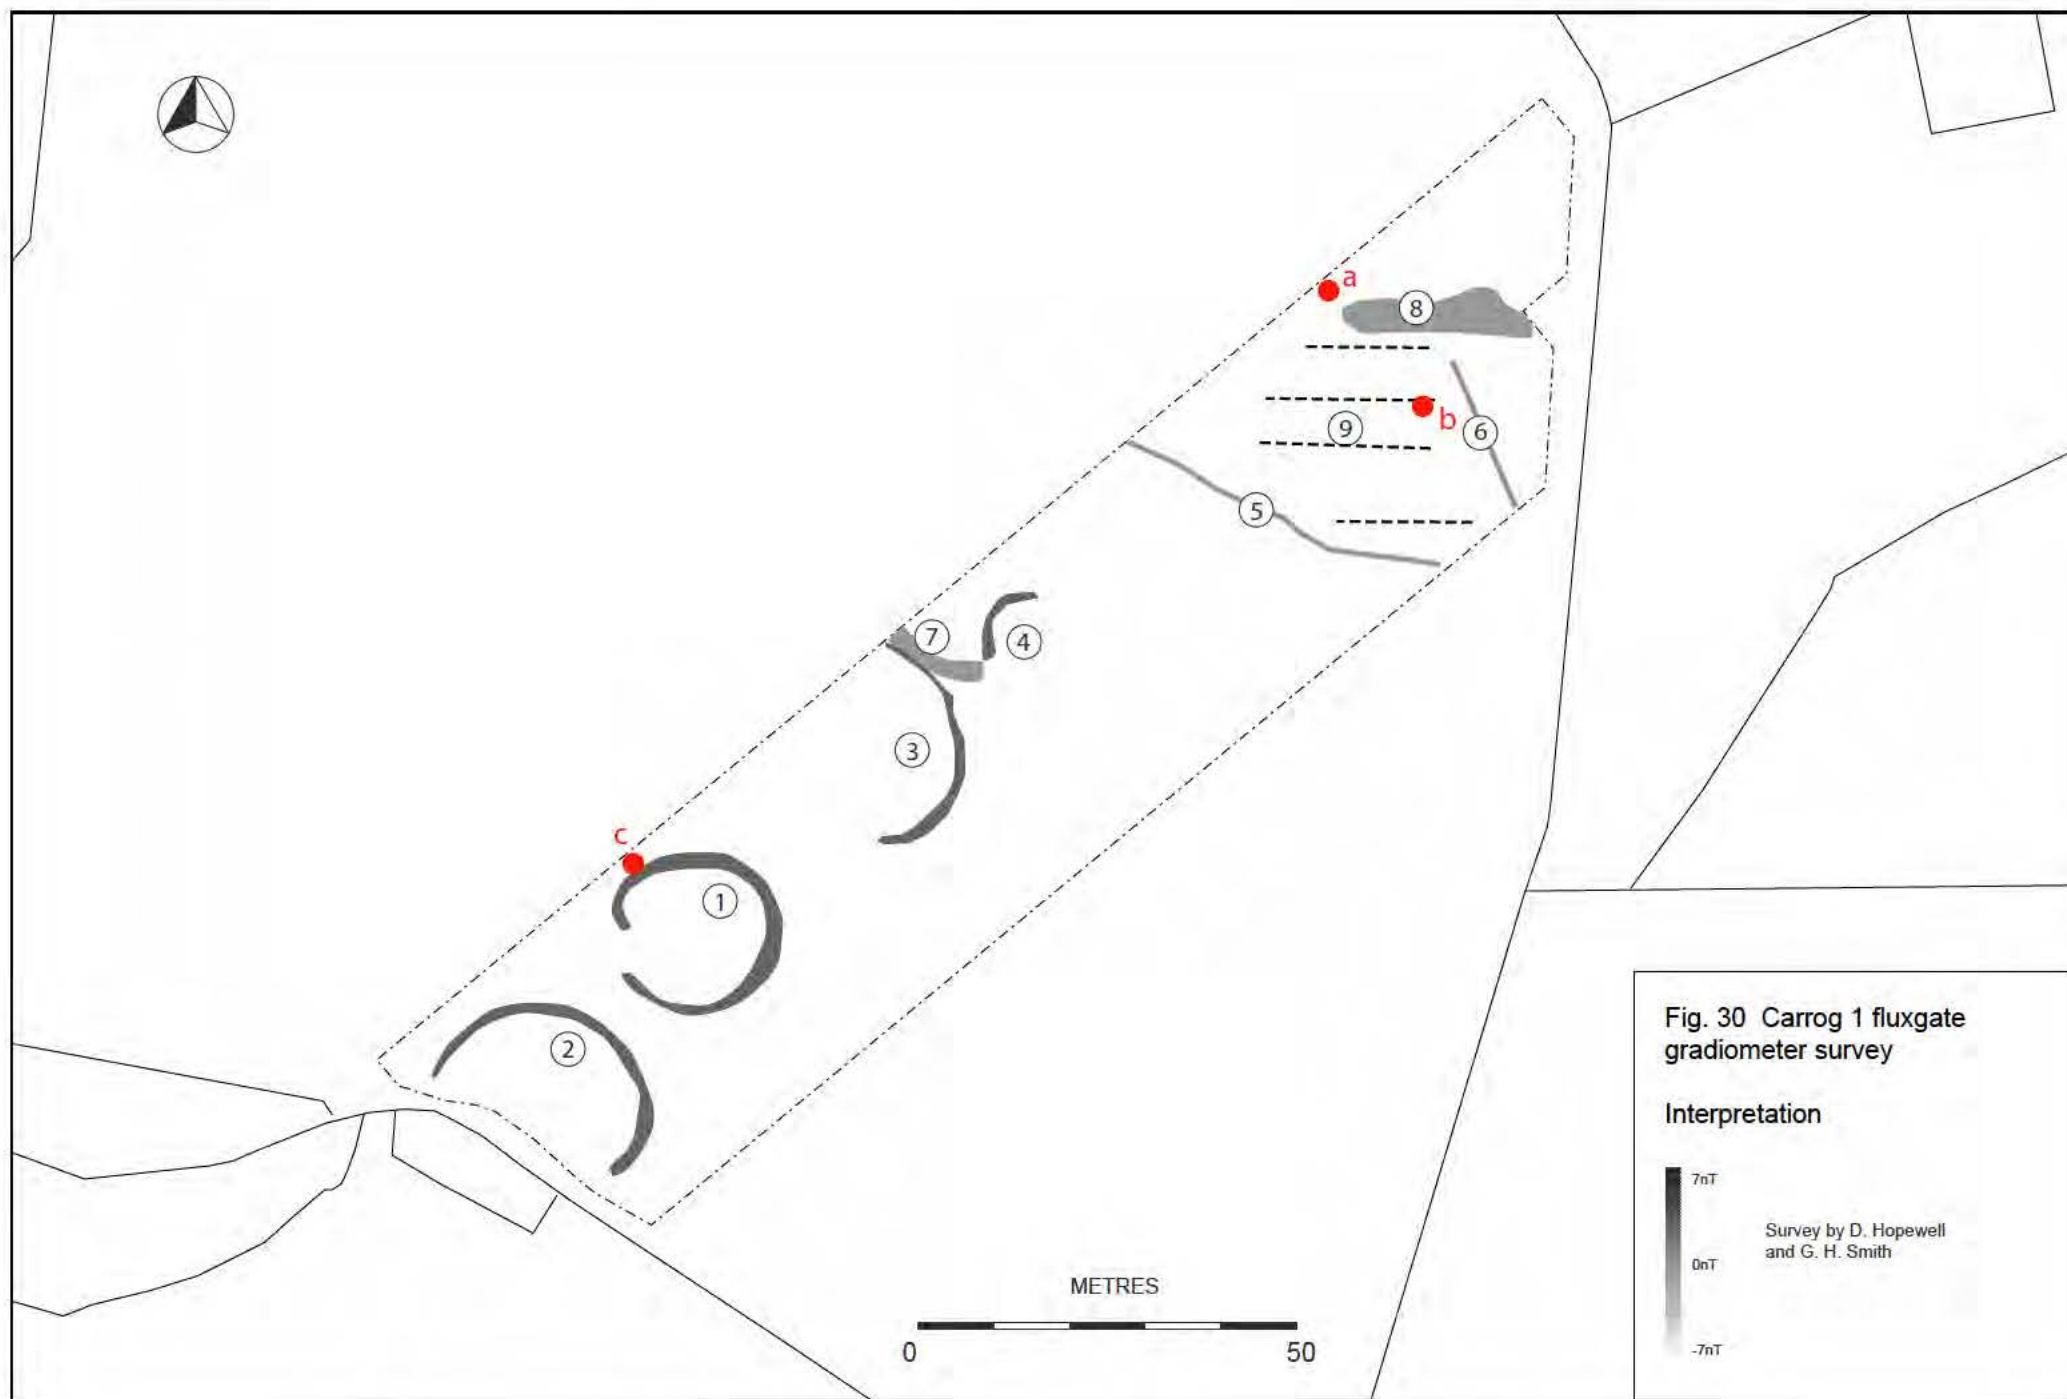 a
8
b
9
6
5
7
4
3
c
1
2
Fig. 30 Carrog 1 fluxgate
gradiometer survey
Interpretation
7nT
Survey by D. Hopewell
and G. H. Smith
0nT
-7nT
METRES
0 50